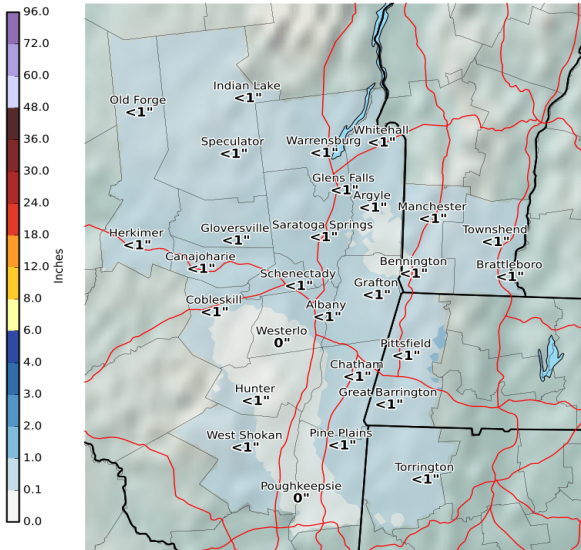 96.0
72.0
60.0
48.0
36.0
30.0
24.0
18.0
12.0
8.0
6.0
4.0
3.0
2.0
1.0
0.1
0.0
Inches
Old Forge
<1"
Indian Lake
<1"
Speculator
<1"
Warrensburg
<1"
Whitehall
<1"
Glens Falls
<1"
Argyle
<1"
Manchester
<1"
Herkimer
<1"
Gloversville
<1"
Saratoga Springs
<1"
Townshend
<1"
Canajoharie
<1"
Schenectady
<1"
Bennington
<1"
Brattleboro
<1"
Grafton
<1"
Cobleskill
<1"
Albany
<1"
Westerlo
0"
Pittsfield
<1"
Chatham
<1"
Hunter
<1"
Great Barrington
<1"
West Shokan
<1"
Pine Plains
<1"
Torrington
<1"
Poughkeepsie
0"